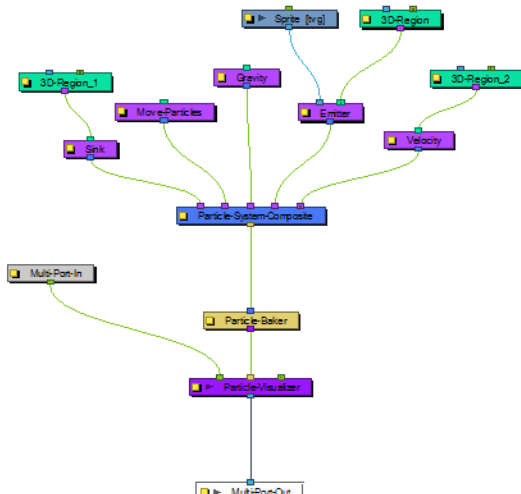 Sprite [tvg]
3D-Region
3D-Region_1
Gravity
3D-Region_2
Move-Particles
Emitter
Sink
Velocity
Particle-System-Composite
Multi-Port-In
Particle-Baker
Particle-Visualizer
Multi-Port-Out